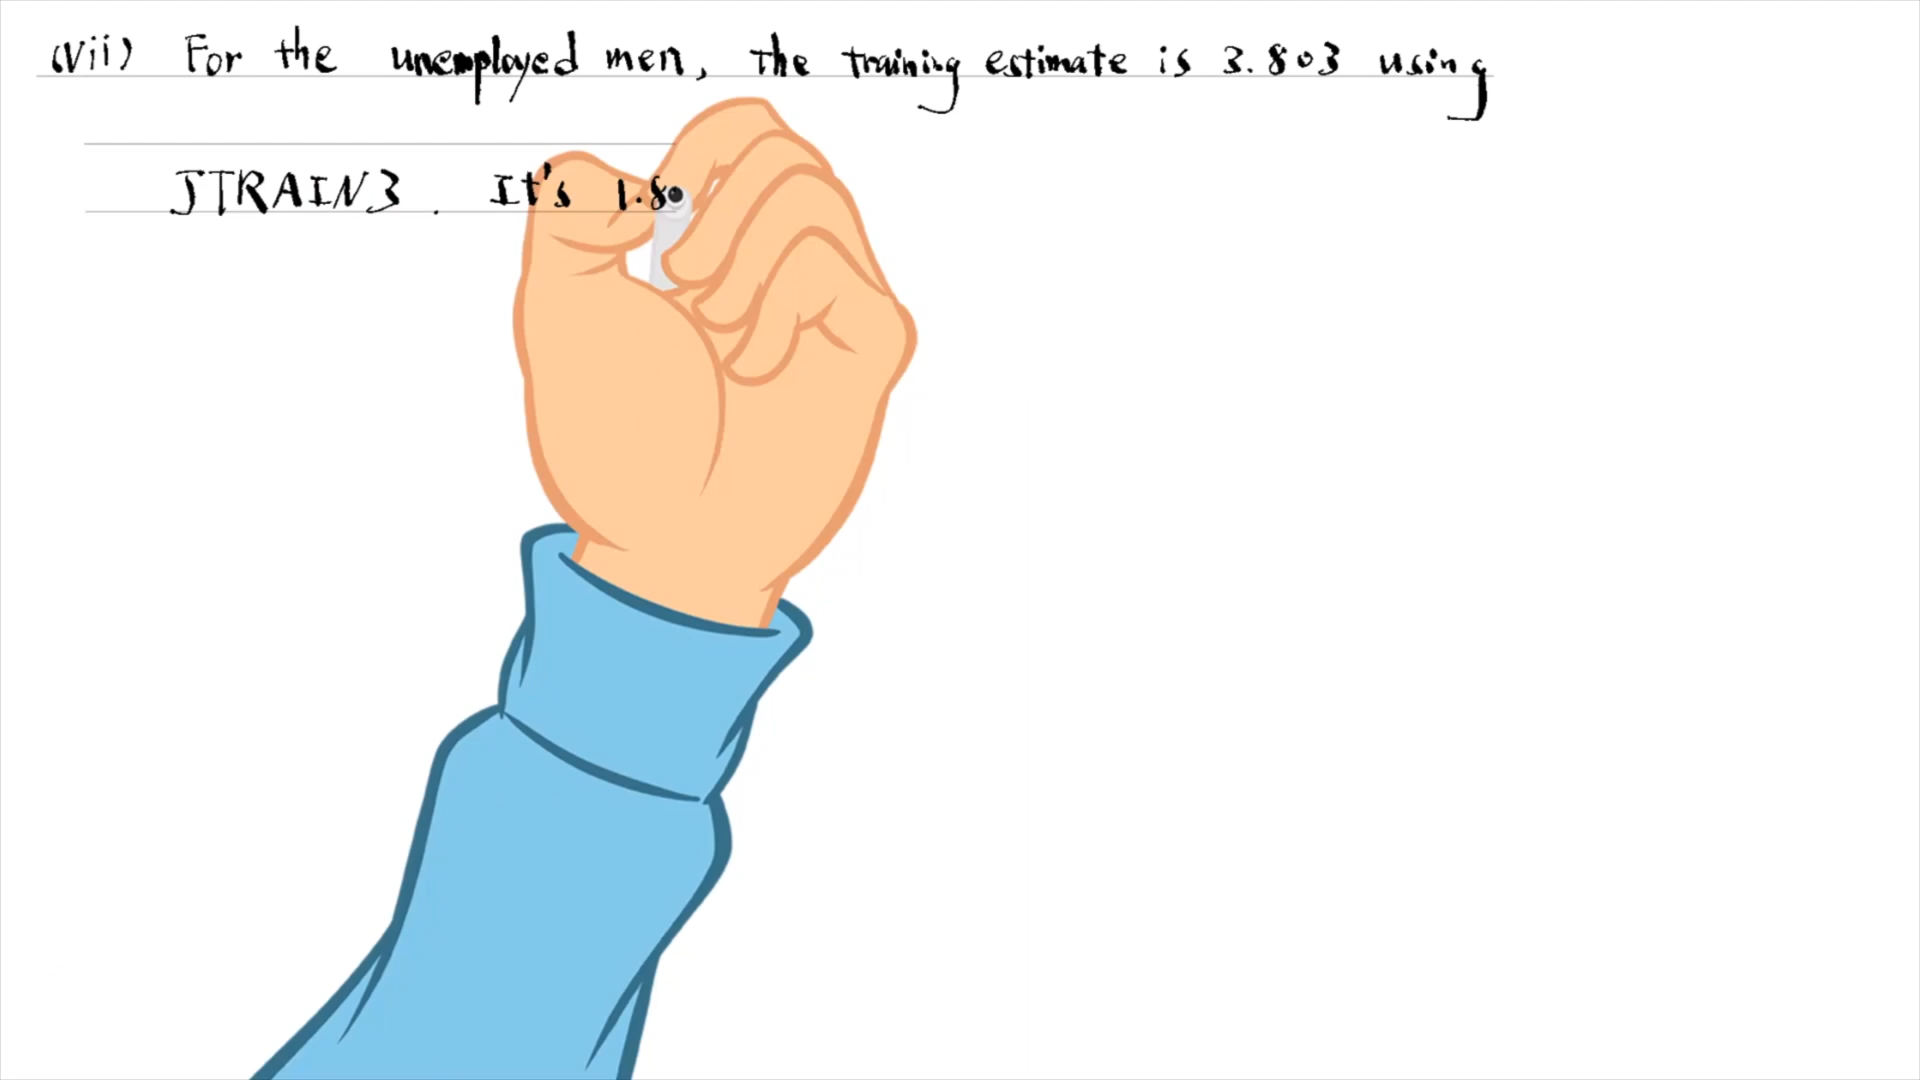 (Vii) For the unemployed men, the training estimate is 3.803 using
JTRAIN3. It's 1.8